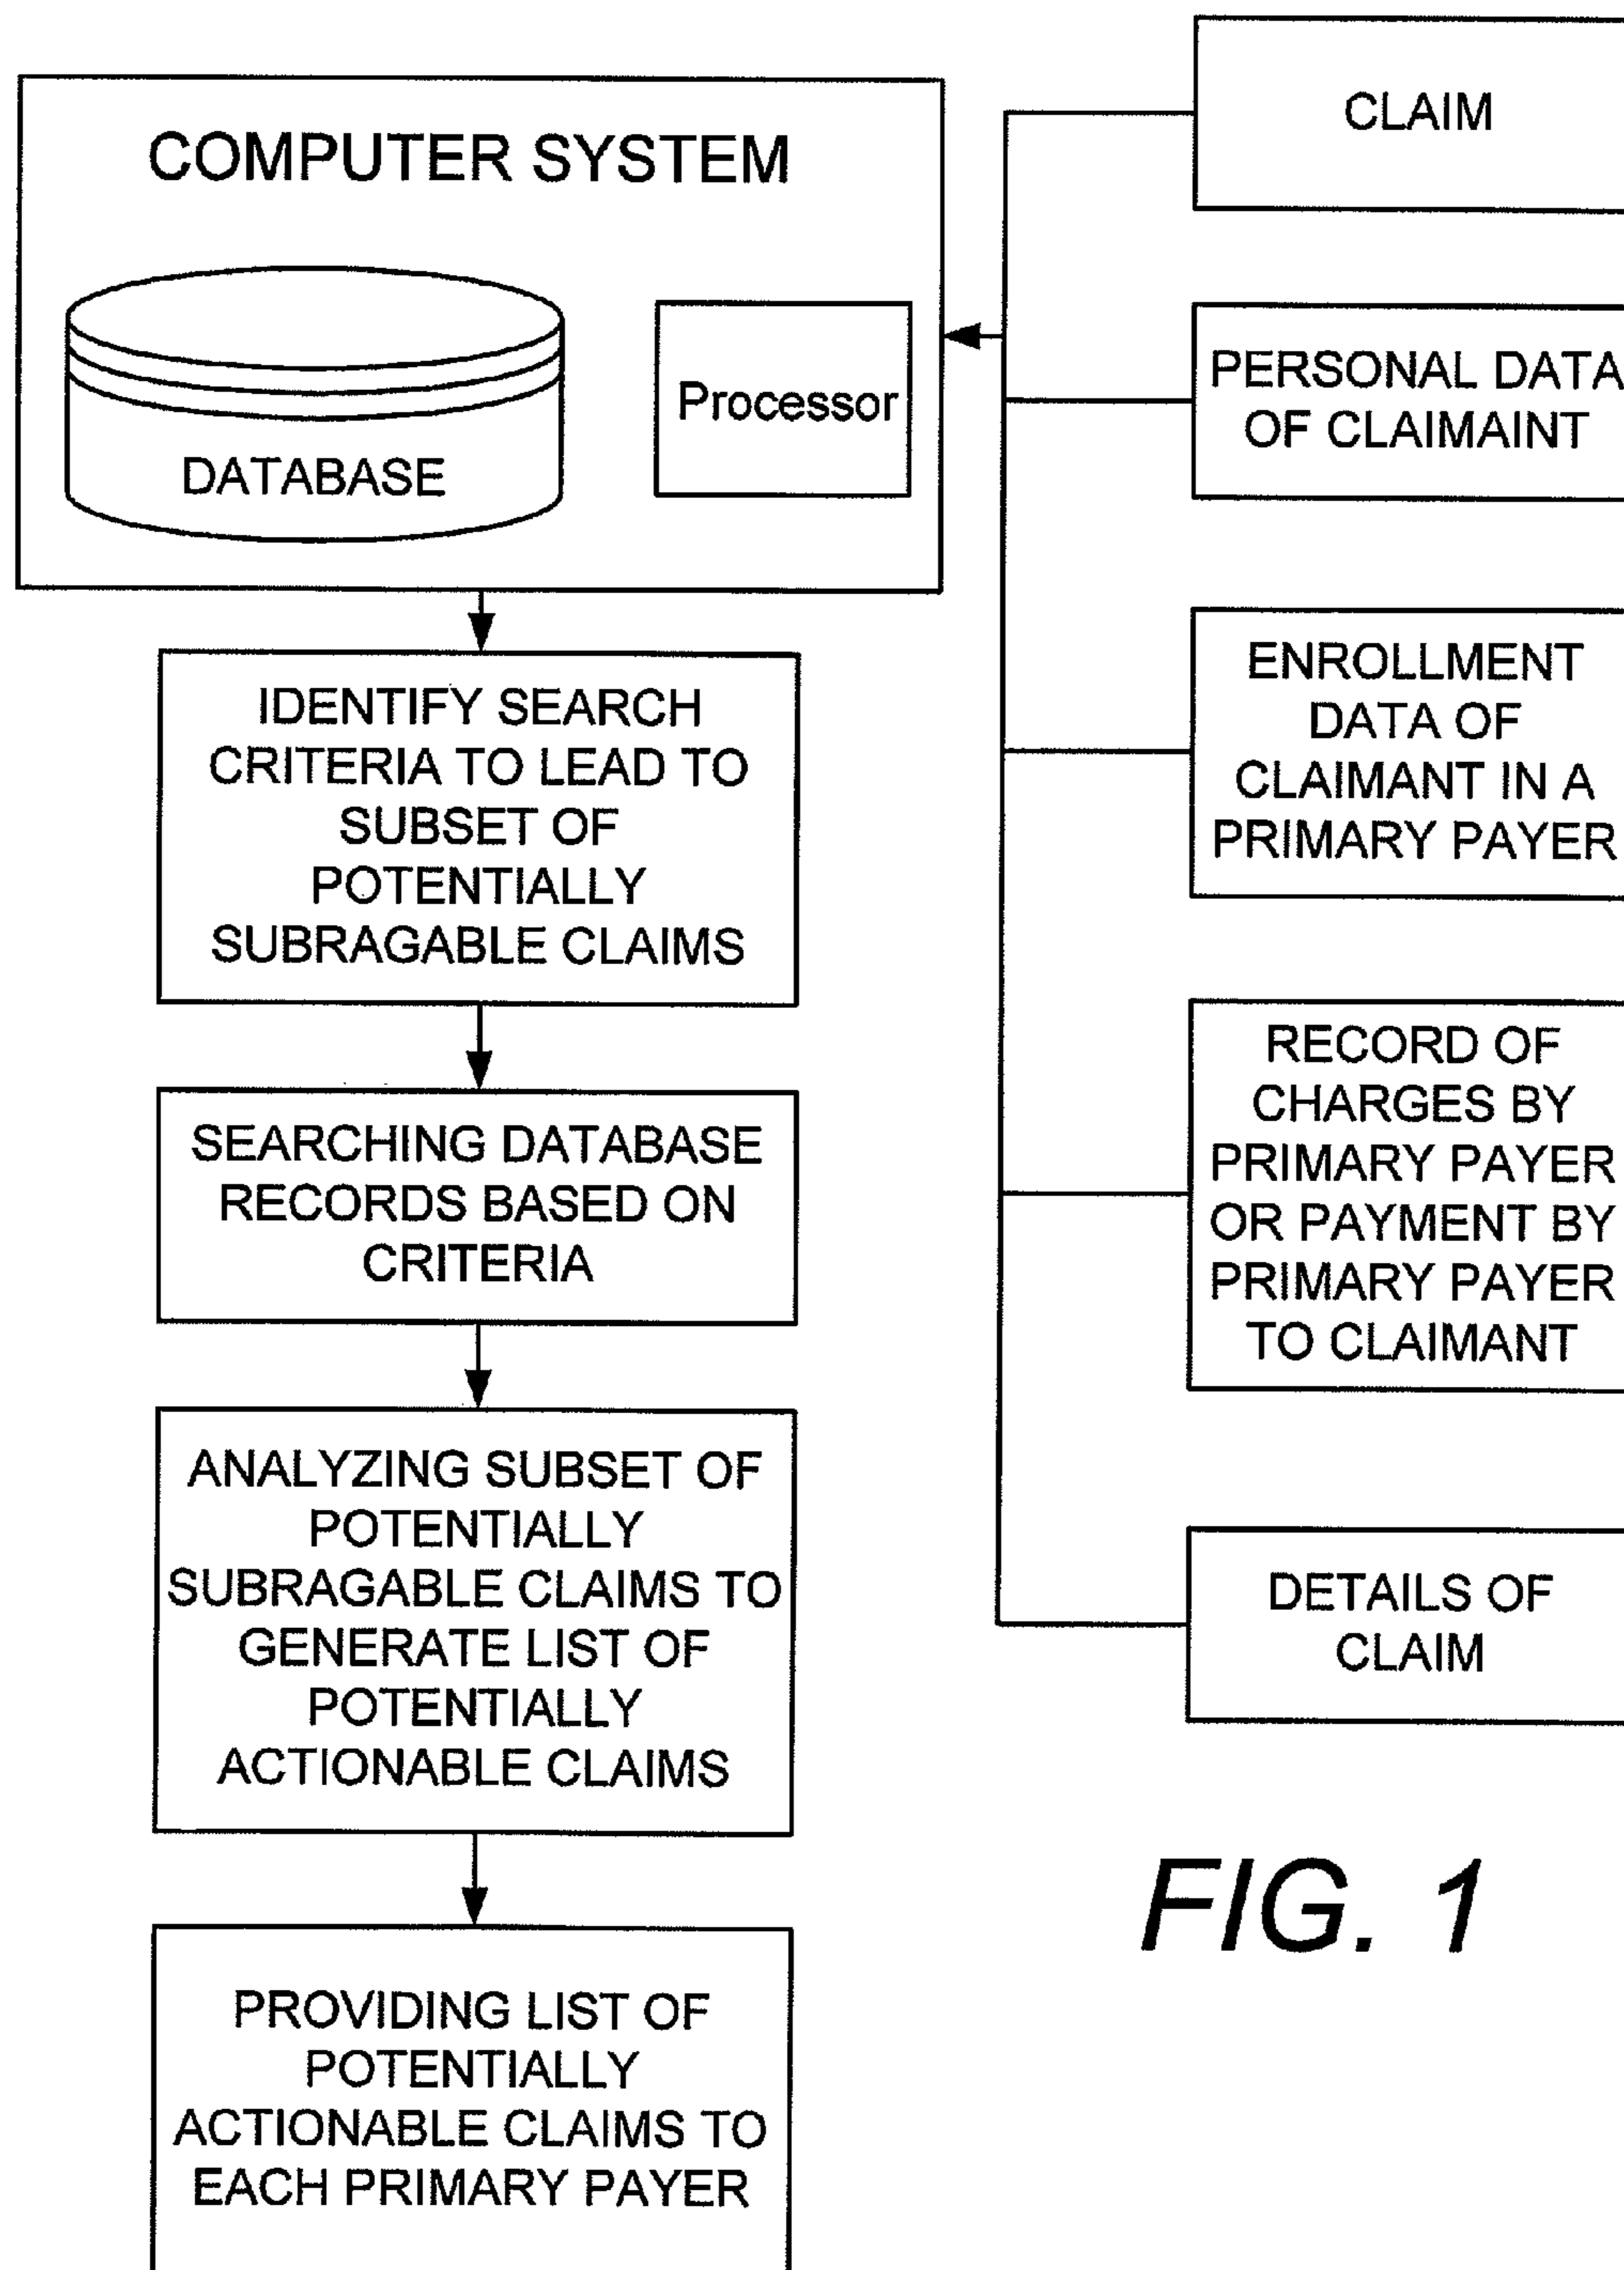 COMPUTER SYSTEM
DATABASE
Processor
IDENTIFY SEARCH
CRITERIA TO LEAD TO
SUBSET OF
POTENTIALLY
SUBRAGABLE CLAIMS
SEARCHING DATABASE
RECORDS BASED ON
CRITERIA
ANALYZING SUBSET OF
POTENTIALLY
SUBRAGABLE CLAIMS TO
GENERATE LIST OF
POTENTIALLY
ACTIONABLE CLAIMS
PROVIDING LIST OF
POTENTIALLY
ACTIONABLE CLAIMS TO
EACH PRIMARY PAYER
CLAIM
PERSONAL DATA
OF CLAIMAINT
ENROLLMENT
DATA OF
CLAIMANT IN A
PRIMARY PAYER
RECORD OF
CHARGES BY
PRIMARY PAYER
OR PAYMENT BY
PRIMARY PAYER
TO CLAIMANT
DETAILS OF
CLAIM
FIG. 1